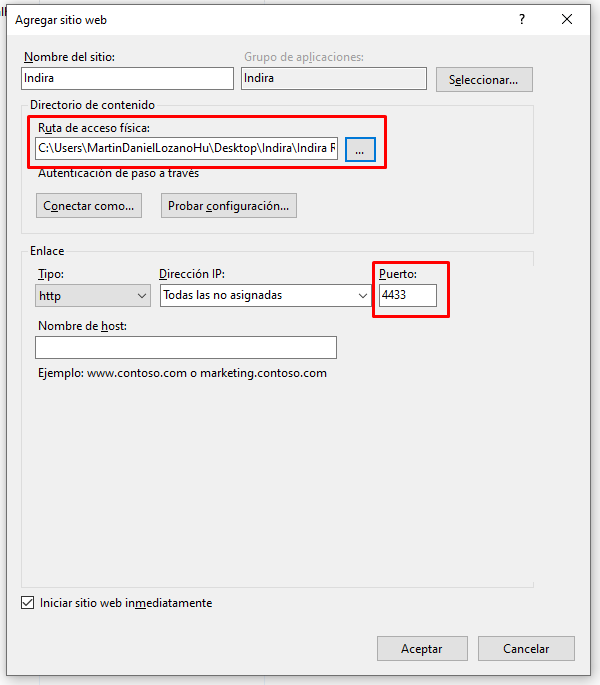 Agregar sitio web
Nombre del sitio: Grupo de aplicaciones:
Indira Indira Seleccionar...
Directorio de contenido
Ruta de acceso física:
C:\Users\MartinDanielLozanoHu\Desktop\Indira\Indira R ...
Autenticación de paso a través
Conectar como... Probar configuración...
Enlace
Tipo: Dirección IP: Puerto:
http Todas las no asignadas 4433
Nombre de host:
Ejemplo: www.contoso.com o marketing.contoso.com
Iniciar sitio web inmediatamente
Aceptar Cancelar